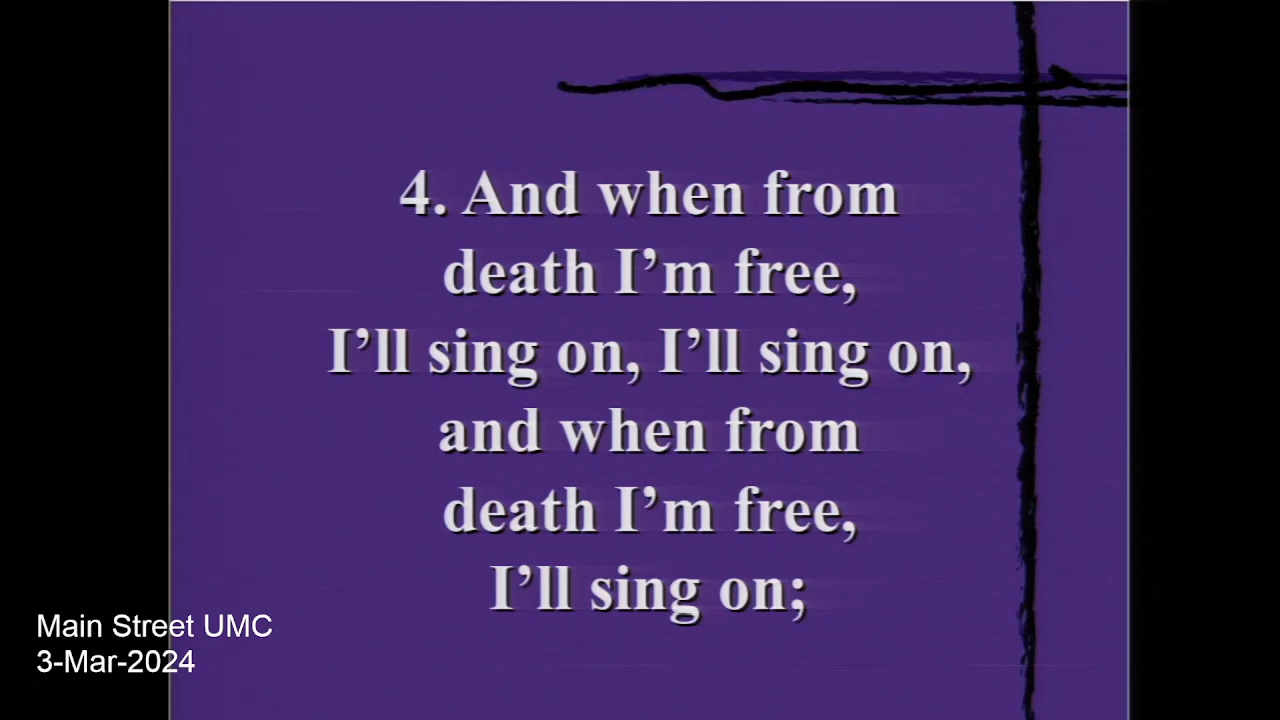 4. And when from
death I’m free,
I’ll sing on, I’ll sing on,
and when from
death I’m free,
I’ll sing on;
Main Street UMC
3-Mar-2024